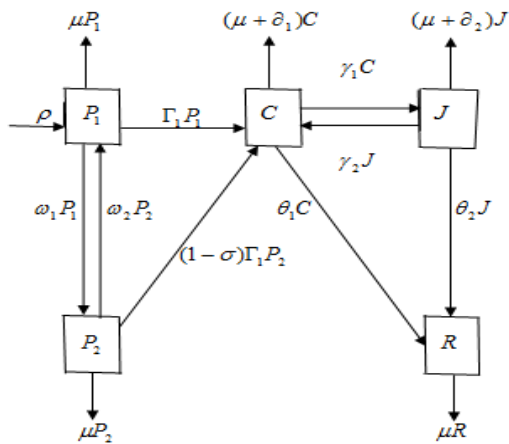 μP₁ (μ + ∂₁)C (μ + ∂₂)J
γ₁C
ρ P₁ Γ₁P₁ C J
γ₂J
ω₁P₁ ω₂P₂ θ₁C θ₂J
(1 − σ)Γ₁P₂
P₂ R
μP₂ μR